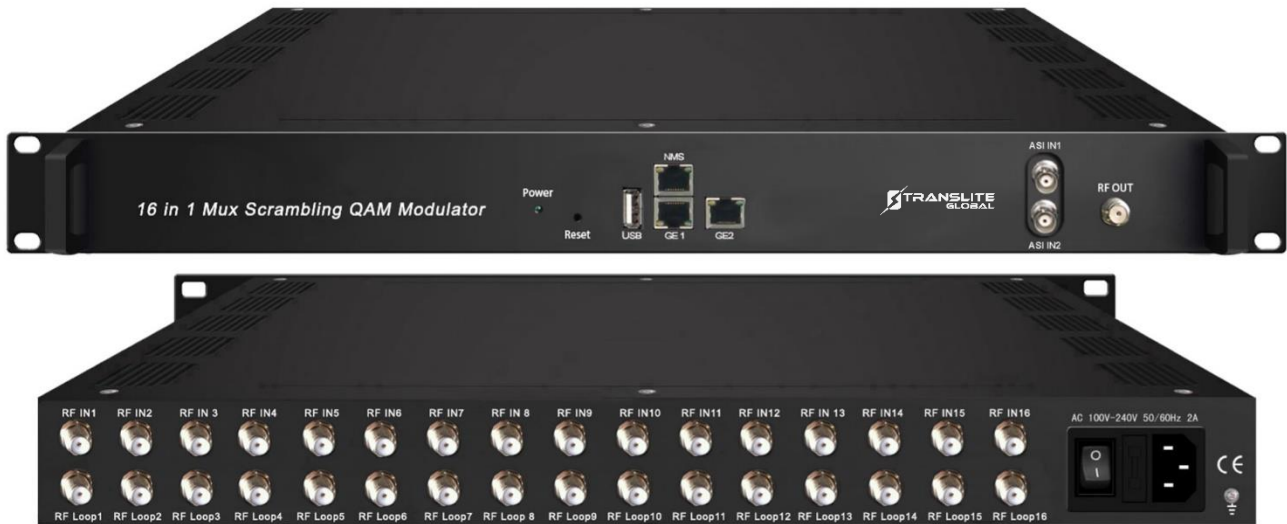 NMS
ASI IN1
Power
RF OUT
16 in 1 Mux Scrambling QAM Modulator
TRANSLITE
GLOBAL
Reset
USB
GE 1
GE2
ASI IN2
RF IN1 RF IN2 RF IN 3 RF IN4 RF IN5 RF IN6 RF IN7 RF IN 8 RF IN9 RF IN10 RF IN11 RF IN12 RF IN 13 RF IN14 RF IN15 RF IN16
AC 100V-240V 50/60Hz 2A
O
I
CE
RF Loop1 RF Loop2 RF Loop3 RF Loop4 RF Loop5 RF Loop6 RF Loop7 RF Loop 8 RF Loop9 RF Loop10 RF Loop11 RF Loop12 RF Loop13 RF Loop14 RF Loop15 RF Loop16